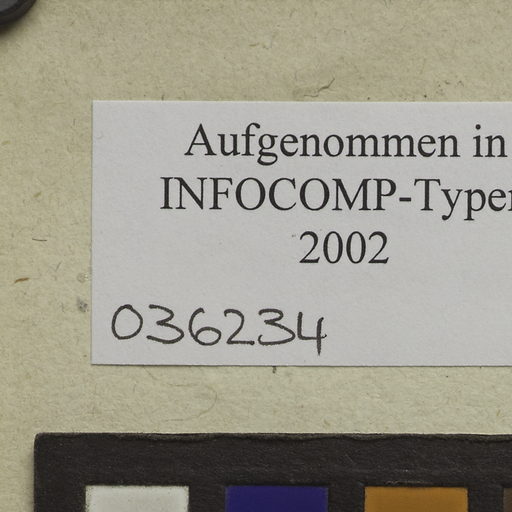 Aufgenommen in
INFOCOMP-Typen
2002
036234